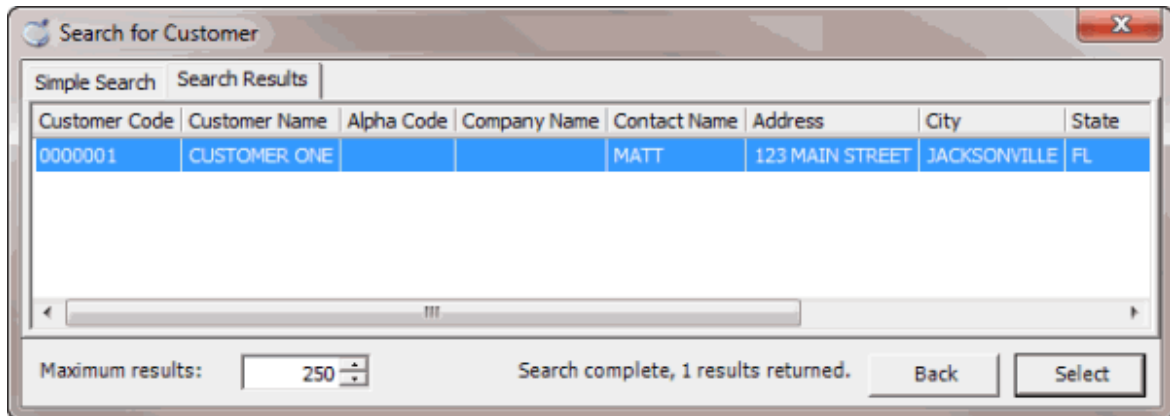 Search for Customer
Simple Search Search Results
Customer Code Customer Name Alpha Code Company Name Contact Name Address City State
0000001 CUSTOMER ONE MATT 123 MAIN STREET JACKSONVILLE FL
Maximum results: 250 Search complete, 1 results returned. Back Select